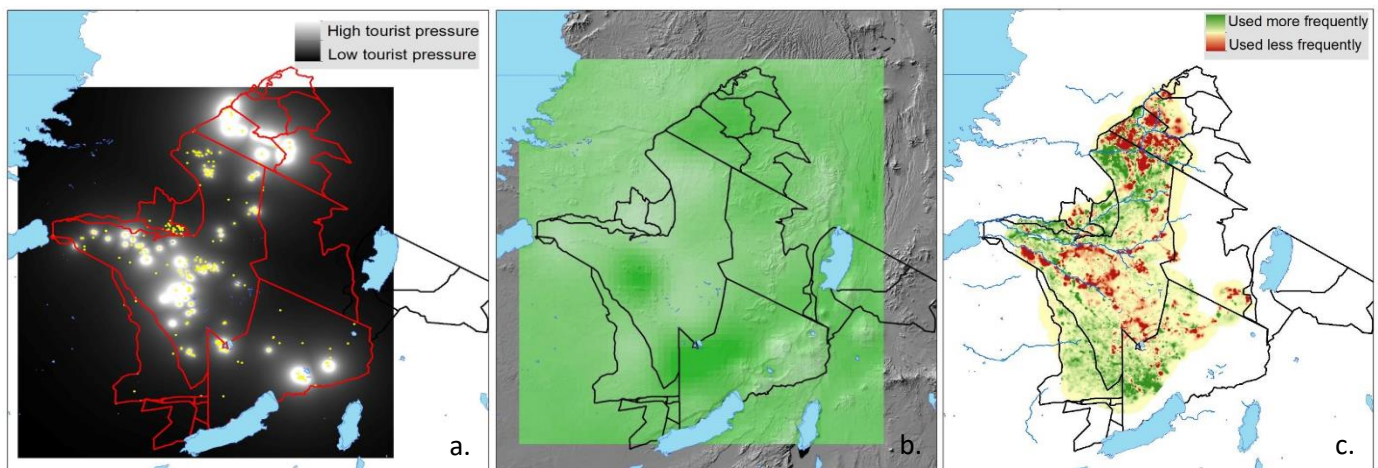 High tourist pressure
Low tourist pressure
a.
b.
Used more frequently
Used less frequently
c.